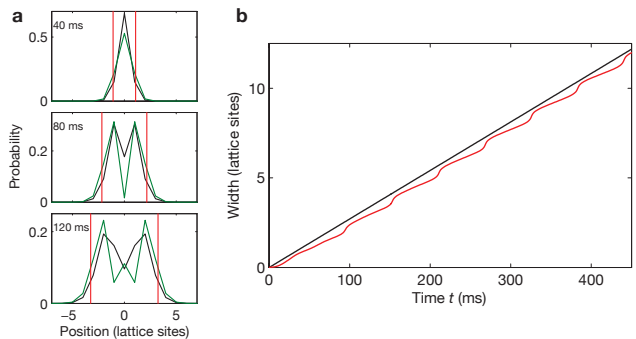 a
40 ms
0.5
0
80 ms
0.2
0
120 ms
0.2
0
−5 0 5
Probability
Position (lattice sites)
b
10
5
0
0 100 200 300 400
Width (lattice sites)
Time t (ms)